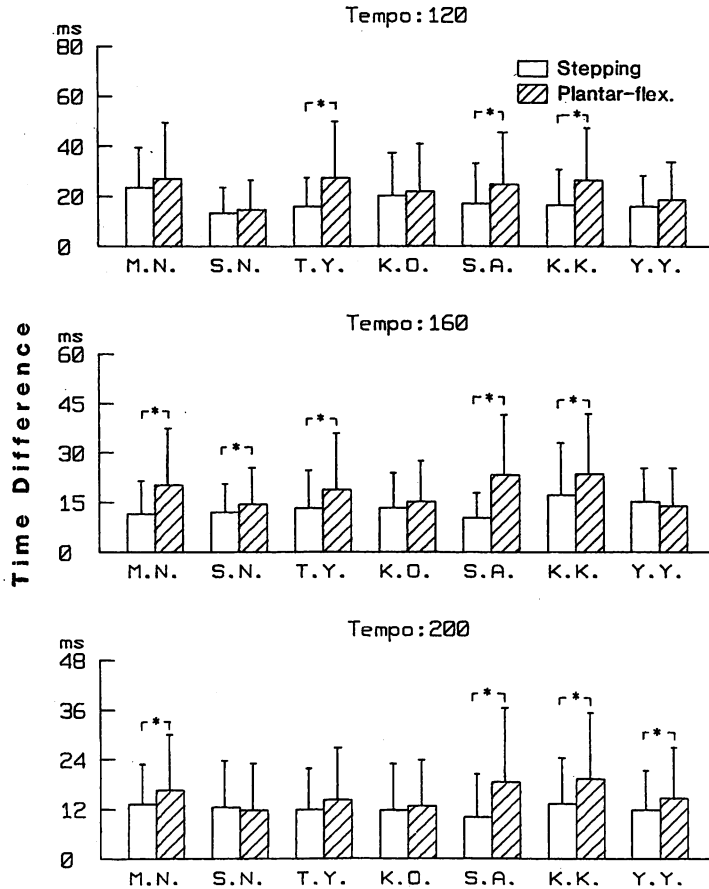 Tempo:120
ms
80
60
40
20
0
Stepping
Plantar-flex.
* * *
M.N. S.N. T.Y. K.O. S.A. K.K. Y.Y.
Time Difference
Tempo:160
ms
60
45
30
15
0
* * * * *
M.N. S.N. T.Y. K.O. S.A. K.K. Y.Y.
Tempo:200
ms
48
36
24
12
0
* * * *
M.N. S.N. T.Y. K.O. S.A. K.K. Y.Y.